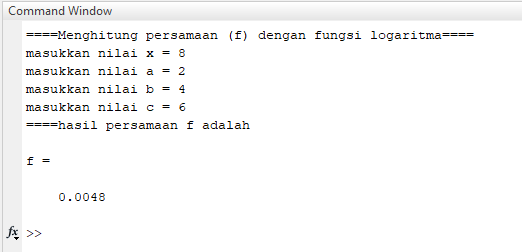 Command Window
====Menghitung persamaan (f) dengan fungsi logaritma====
masukkan nilai x = 8
masukkan nilai a = 2
masukkan nilai b = 4
masukkan nilai c = 6
====hasil persamaan f adalah
f =
0.0048
fx >>